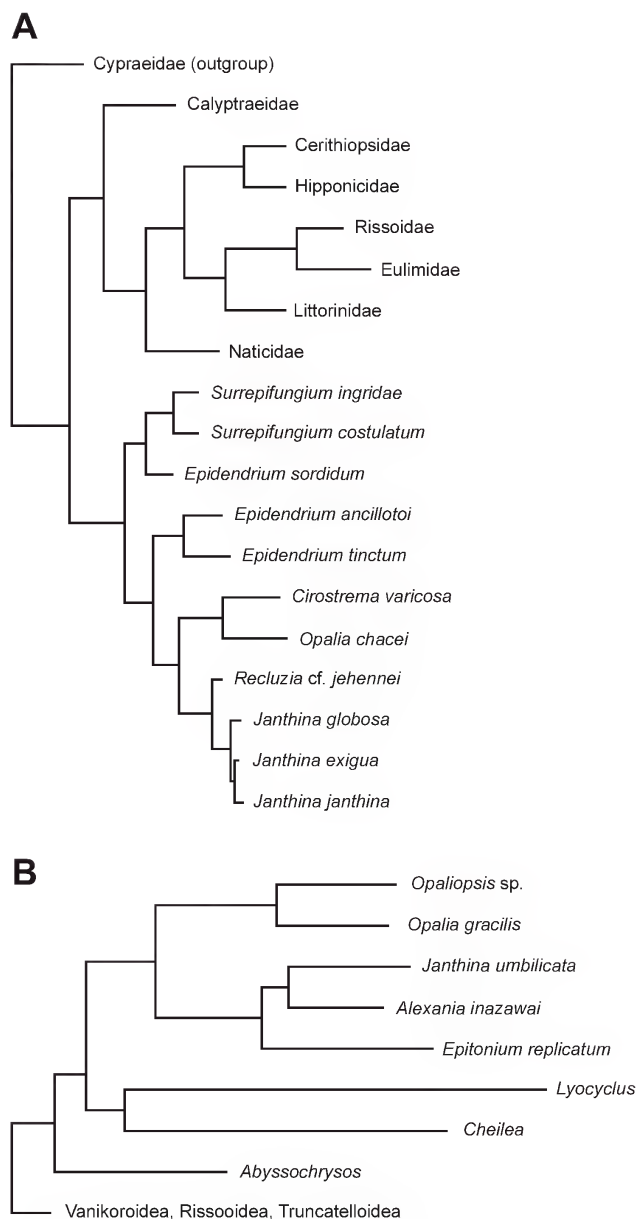 A
Cypraeidae (outgroup)
Calyptraeidae
Cerithiopsidae
Hipponicidae
Rissoidae
Eulimidae
Littorinidae
Naticidae
Surrepifungium ingridae
Surrepifungium costulatum
Epidendrium sordidum
Epidendrium ancillotoi
Epidendrium tinctum
Cirostrema varicosa
Opalia chacei
Recluzia cf. jehennei
Janthina globosa
Janthina exigua
Janthina janthina
B
Opaliopsis sp.
Opalia gracilis
Janthina umbilicata
Alexania inazawai
Epitonium replicatum
Lyocyclus
Cheilea
Abyssochrysos
Vanikoroidea, Rissooidea, Truncatelloidea